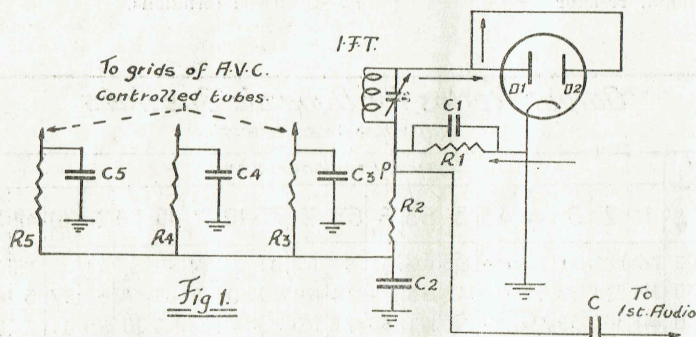 I.F.T.
To grids of A.V.C.
controlled tubes
D1
D2
C1
R1
C5
C4
C3
P
R5
R4
R3
R2
C2
Fig 1.
C
To
1st. Audio